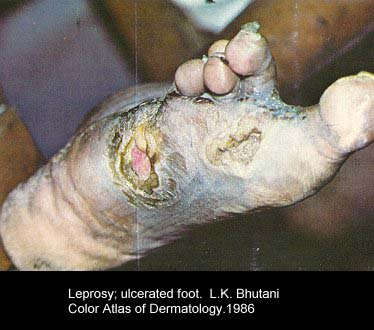 Leprosy; ulcerated foot. L.K. Bhutani
Color Atlas of Dermatology.1986